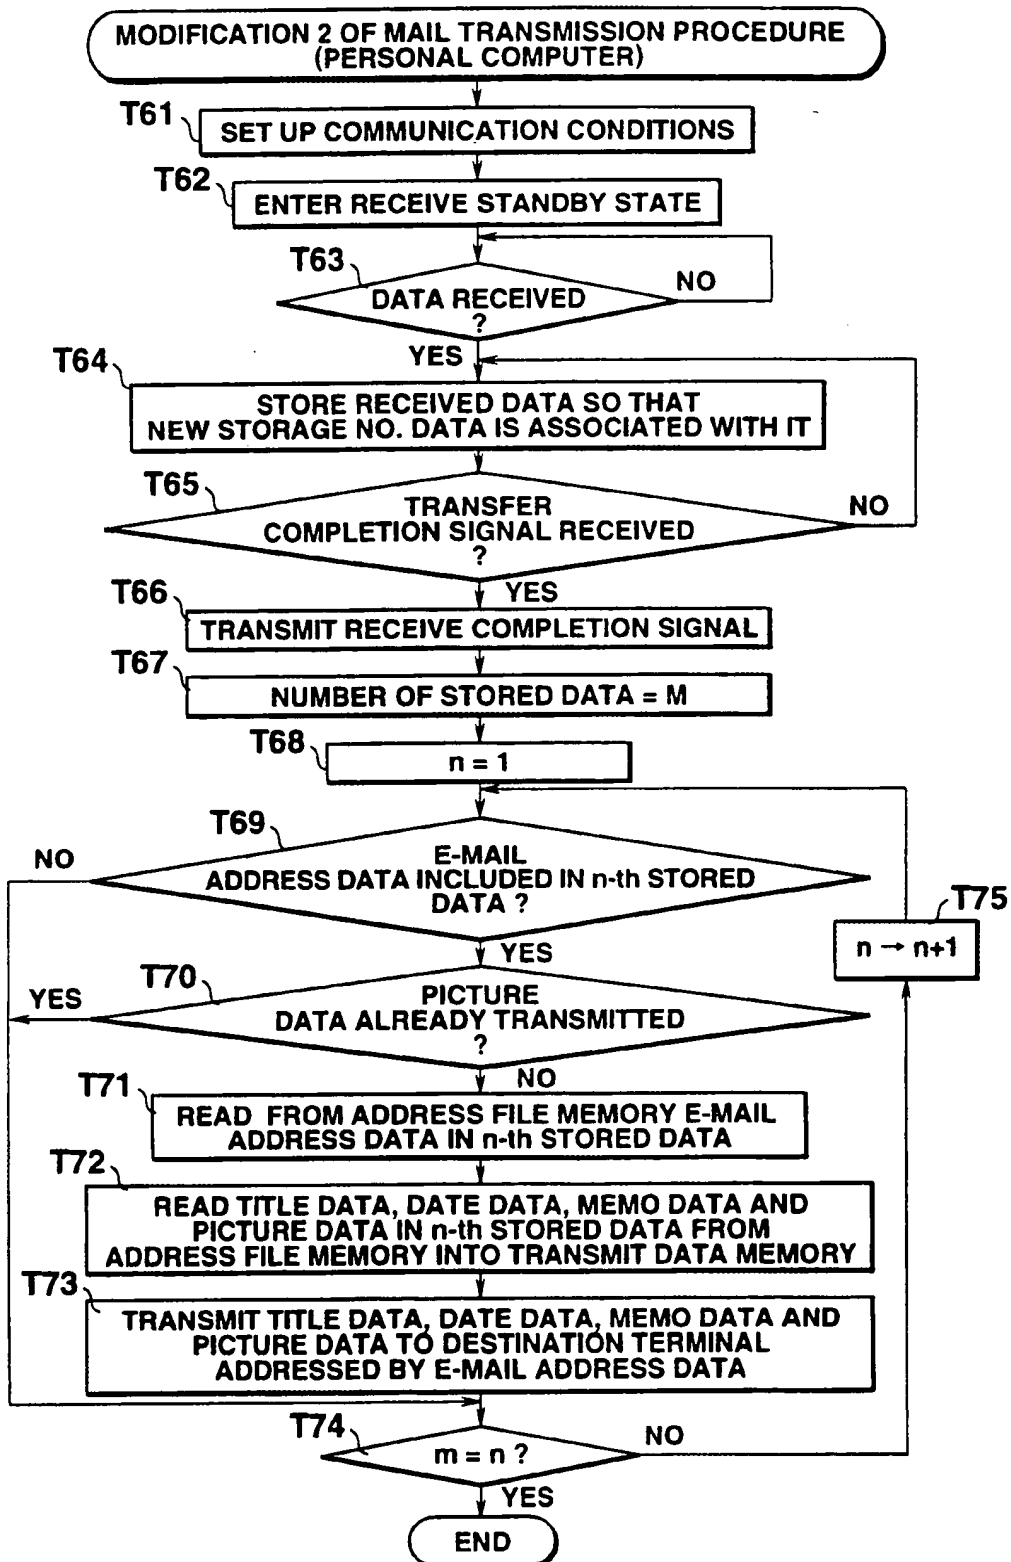 MODIFICATION 2 OF MAIL TRANSMISSION PROCEDURE
(PERSONAL COMPUTER)
T61
SET UP COMMUNICATION CONDITIONS
T62
ENTER RECEIVE STANDBY STATE
T63
DATA RECEIVED
?
NO
YES
T64
STORE RECEIVED DATA SO THAT
NEW STORAGE NO. DATA IS ASSOCIATED WITH IT
T65
TRANSFER
COMPLETION SIGNAL RECEIVED
?
NO
YES
T66
TRANSMIT RECEIVE COMPLETION SIGNAL
T67
NUMBER OF STORED DATA = M
T68
n = 1
T69
E-MAIL
ADDRESS DATA INCLUDED IN n-th STORED
DATA ?
NO
YES
T75
n → n+1
T70
PICTURE
DATA ALREADY TRANSMITTED
?
YES
NO
T71
READ FROM ADDRESS FILE MEMORY E-MAIL
ADDRESS DATA IN n-th STORED DATA
T72
READ TITLE DATA, DATE DATA, MEMO DATA AND
PICTURE DATA IN n-th STORED DATA FROM
ADDRESS FILE MEMORY INTO TRANSMIT DATA MEMORY
T73
TRANSMIT TITLE DATA, DATE DATA, MEMO DATA AND
PICTURE DATA TO DESTINATION TERMINAL
ADDRESSED BY E-MAIL ADDRESS DATA
T74
m = n ?
NO
YES
END